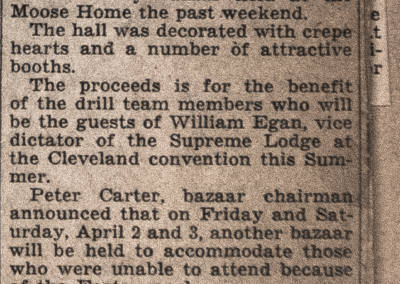 Moose Home the past weekend.
The hall was decorated with crepe
hearts and a number of attractive
booths.
The proceeds is for the benefit
of the drill team members who will
be the guests of William Egan, vice
dictator of the Supreme Lodge at
the Cleveland convention this Sum-
mer.
Peter Carter, bazaar chairman
announced that on Friday and Sat-
urday, April 2 and 3, another bazaar
will be held to accommodate those
who were unable to attend because